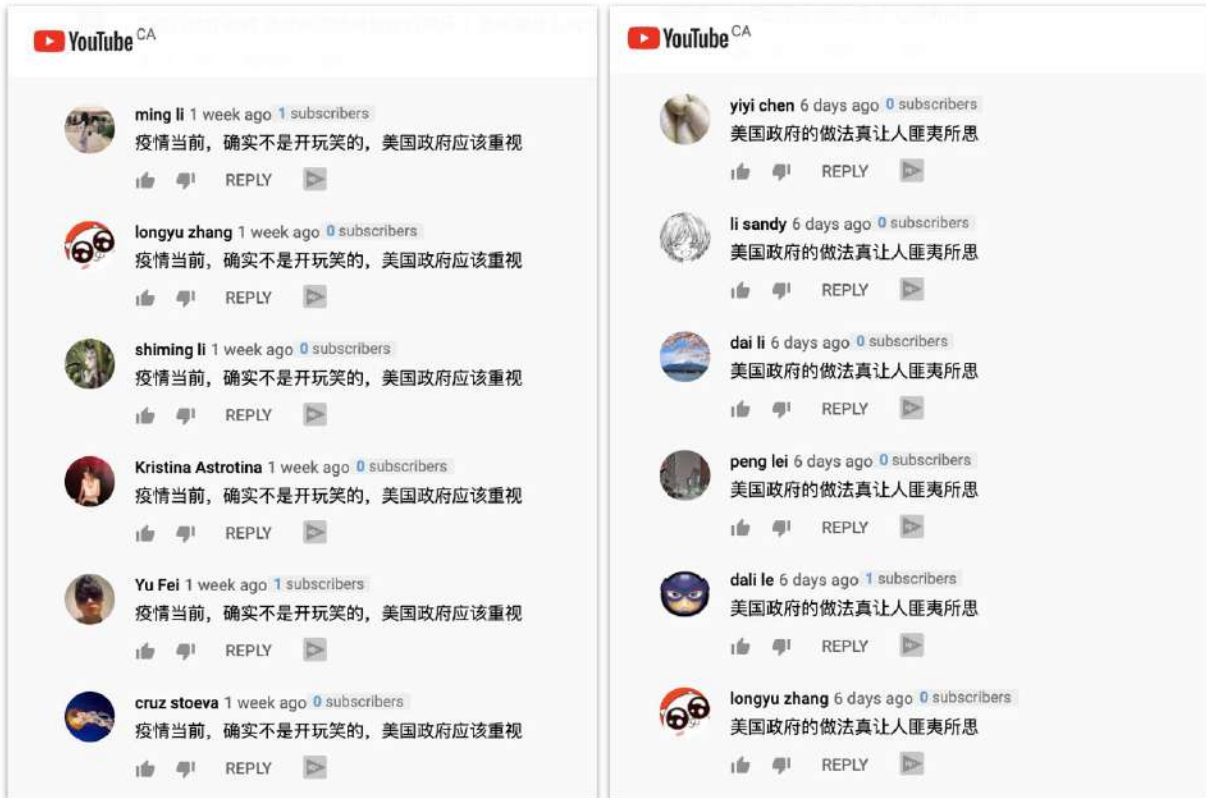 YouTube CA
ming li 1 week ago 1 subscribers
疫情当前，确实不是开玩笑的，美国政府应该重视
REPLY
longyu zhang 1 week ago 0 subscribers
疫情当前，确实不是开玩笑的，美国政府应该重视
REPLY
shiming li 1 week ago 0 subscribers
疫情当前，确实不是开玩笑的，美国政府应该重视
REPLY
Kristina Astrotina 1 week ago 0 subscribers
疫情当前，确实不是开玩笑的，美国政府应该重视
REPLY
Yu Fei 1 week ago 1 subscribers
疫情当前，确实不是开玩笑的，美国政府应该重视
REPLY
cruz stoeva 1 week ago 0 subscribers
疫情当前，确实不是开玩笑的，美国政府应该重视
REPLY
YouTube CA
yiyi chen 6 days ago 0 subscribers
美国政府的做法真让人匪夷所思
REPLY
li sandy 6 days ago 0 subscribers
美国政府的做法真让人匪夷所思
REPLY
dai li 6 days ago 0 subscribers
美国政府的做法真让人匪夷所思
REPLY
peng lei 6 days ago 0 subscribers
美国政府的做法真让人匪夷所思
REPLY
dali le 6 days ago 1 subscribers
美国政府的做法真让人匪夷所思
REPLY
longyu zhang 6 days ago 0 subscribers
美国政府的做法真让人匪夷所思
REPLY